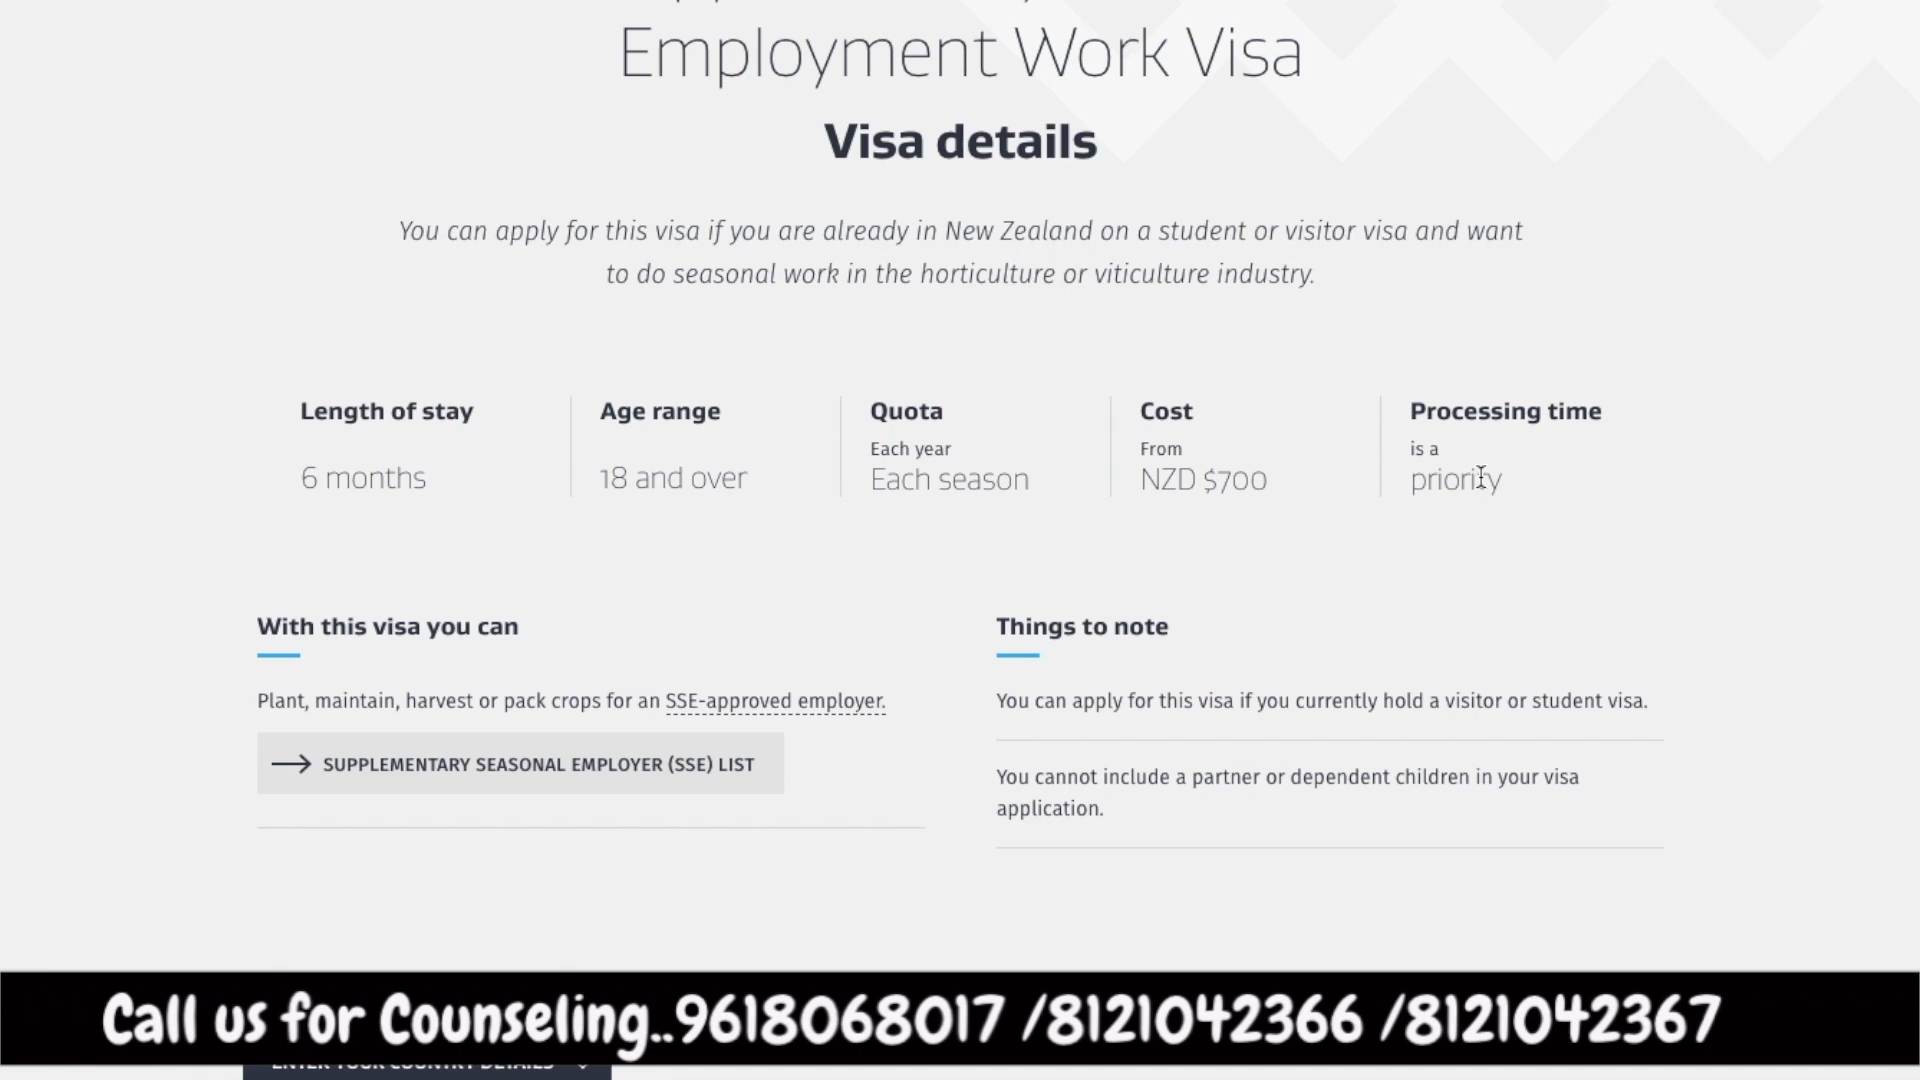 Employment Work Visa
Visa details
You can apply for this visa if you are already in New Zealand on a student or visitor visa and want
to do seasonal work in the horticulture or viticulture industry.
Length of stay
6 months
Age range
18 and over
Quota
Each year
Each season
Cost
From
NZD $700
Processing time
is a
priority
With this visa you can
Plant, maintain, harvest or pack crops for an SSE-approved employer.
SUPPLEMENTARY SEASONAL EMPLOYER (SSE) LIST
Things to note
You can apply for this visa if you currently hold a visitor or student visa.
You cannot include a partner or dependent children in your visa
application.
Call us for Counseling..9618068017 /8121042366 /8121042367
ENTER YOUR COUNTRY DETAILS